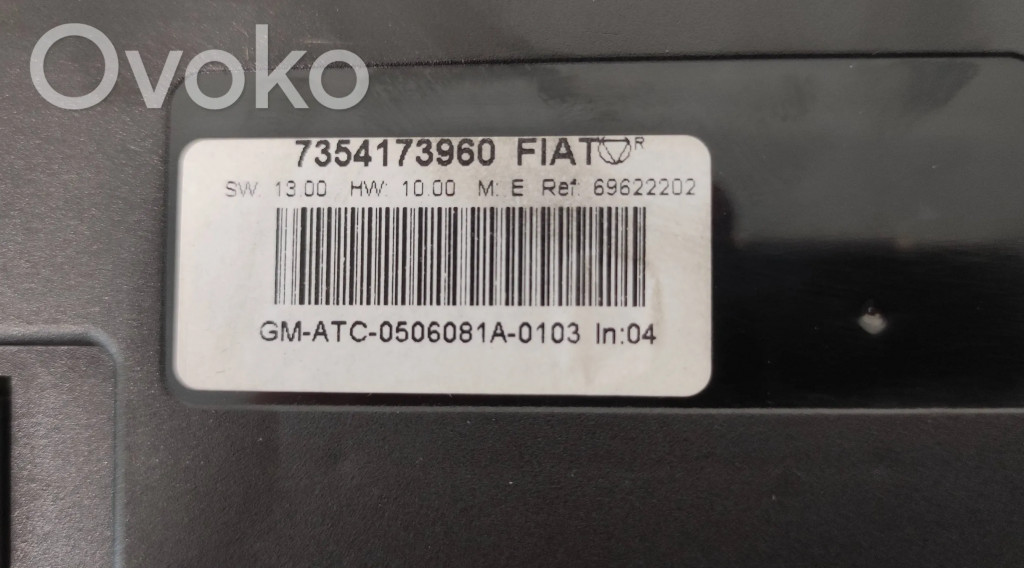 Ovoko
7354173960 FIAT R
SW: 13.00 HW: 10.00 M: E Ref: 69622202
GM-ATC-0506081A-0103 In:04